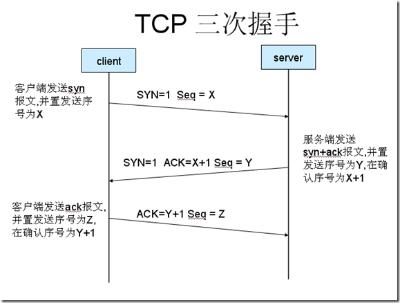 TCP 三次握手
client
server
客户端发送syn
报文,并置发送序
号为X
SYN=1 Seq = X
服务端发送
syn+ack报文,并置
发送序号为Y,在确
认序号为
X+1
SYN=1 ACK=X+1 Seq = Y
客户端发送ack报文,
并置发送序号为Z,
在确认序号为Y+1
ACK=Y+1 Seq = Z